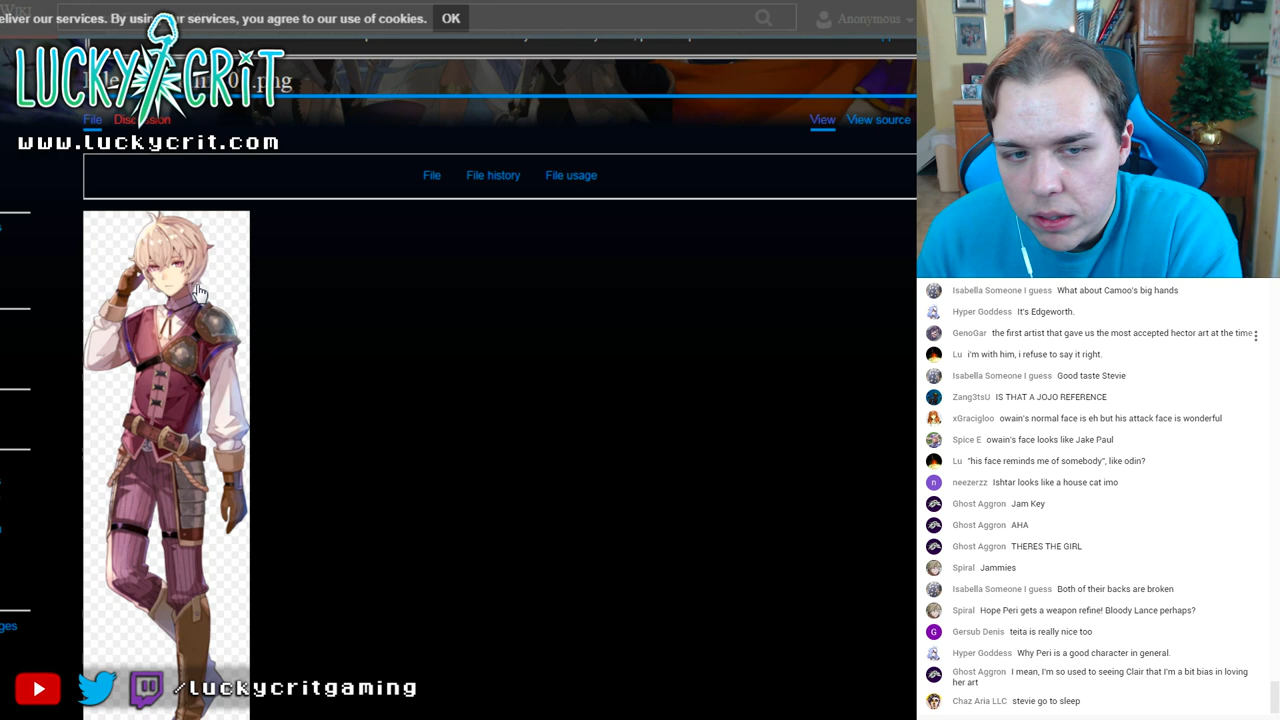 eliver our services. By using our services, you agree to our use of cookies.
OK
Anonymous
LUCKY CRIT
.png
www.luckycrit.com
File
Discussion
View
View source
File
File history
File usage
/luckycritgaming
Isabella Someone I guess What about Camoo's big hands
Hyper Goddess It's Edgeworth.
GenoGar the first artist that gave us the most accepted hector art at the time
Lu i'm with him, i refuse to say it right.
Isabella Someone I guess Good taste Stevie
Zang3tsU IS THAT A JOJO REFERENCE
xGracigloo owain's normal face is eh but his attack face is wonderful
Spice E owain's face looks like Jake Paul
Lu "his face reminds me of somebody", like odin?
n neezerzz Ishtar looks like a house cat imo
Ghost Aggron Jam Key
Ghost Aggron AHA
Ghost Aggron THERES THE GIRL
Spiral Jammies
Isabella Someone I guess Both of their backs are broken
Spiral Hope Peri gets a weapon refine! Bloody Lance perhaps?
G Gersub Denis teita is really nice too
Hyper Goddess Why Peri is a good character in general.
Ghost Aggron I mean, I'm so used to seeing Clair that I'm a bit bias in loving
her art
Chaz Aria LLC stevie go to sleep